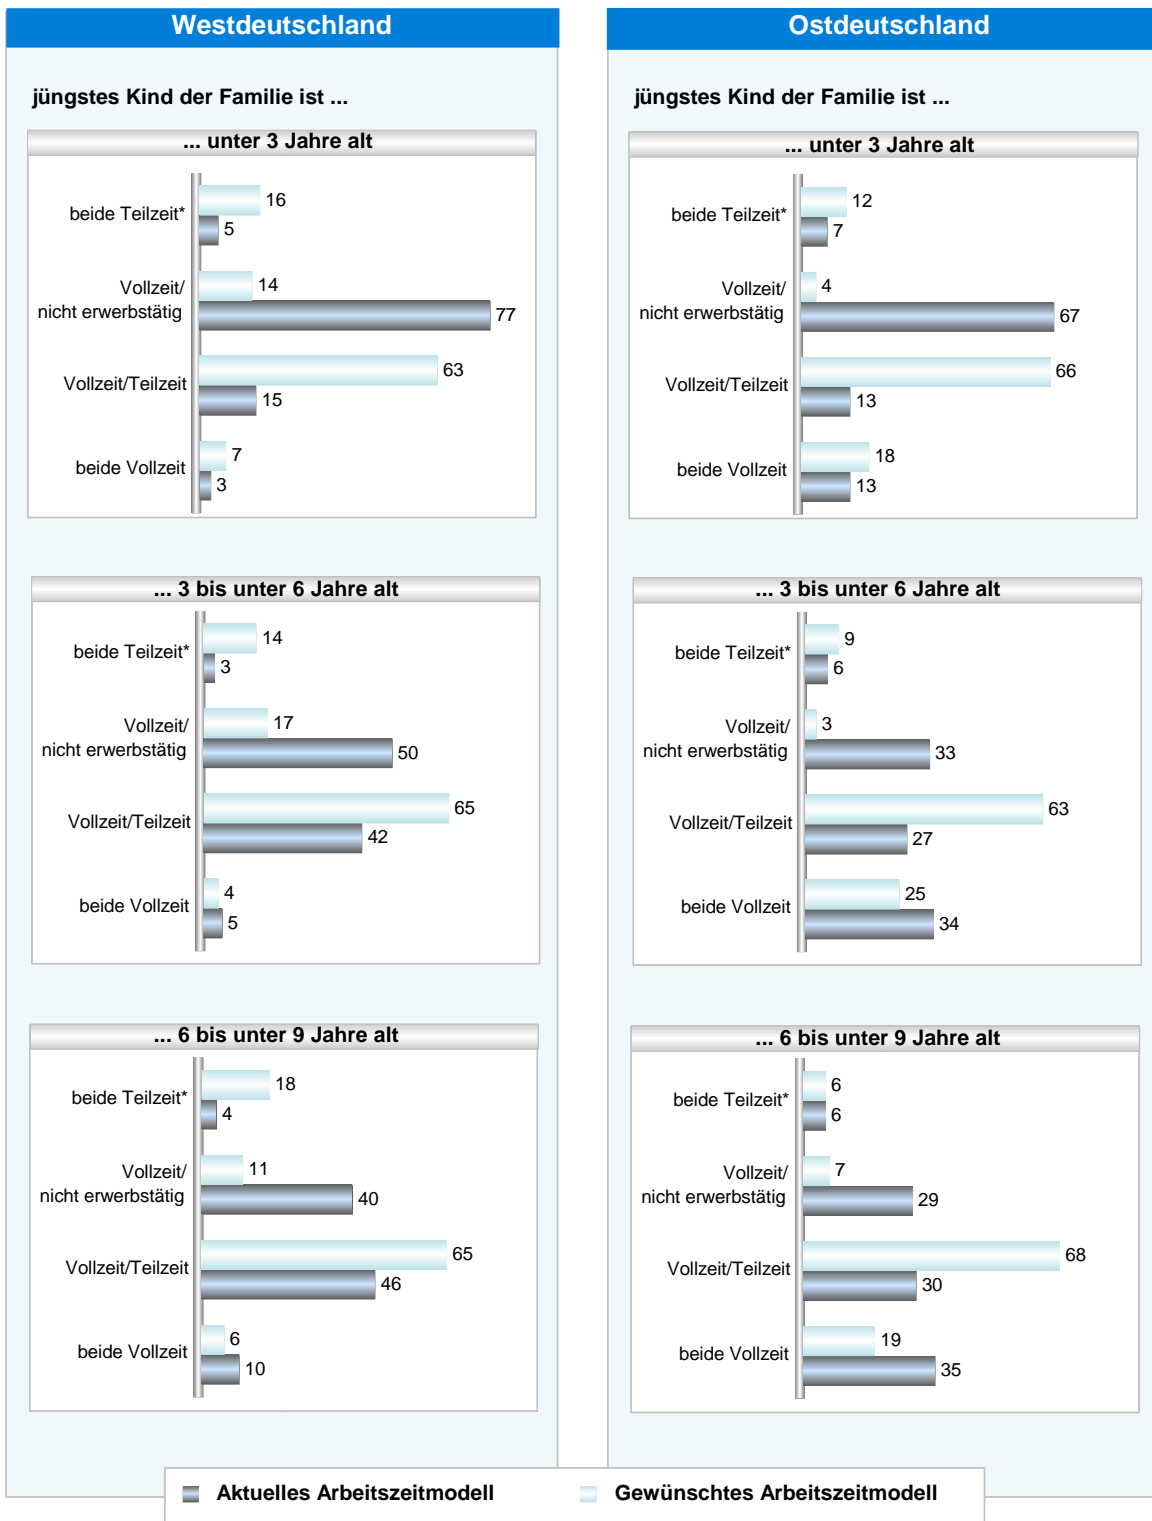 Westdeutschland
jüngstes Kind der Familie ist ...
... unter 3 Jahre alt
beide Teilzeit*
16
5
Vollzeit/
nicht erwerbstätig
14
77
Vollzeit/Teilzeit
63
15
beide Vollzeit
7
3
... 3 bis unter 6 Jahre alt
beide Teilzeit*
14
3
Vollzeit/
nicht erwerbstätig
17
50
Vollzeit/Teilzeit
65
42
beide Vollzeit
4
5
... 6 bis unter 9 Jahre alt
beide Teilzeit*
18
4
Vollzeit/
nicht erwerbstätig
11
40
Vollzeit/Teilzeit
65
46
beide Vollzeit
6
10
Ostdeutschland
jüngstes Kind der Familie ist ...
... unter 3 Jahre alt
beide Teilzeit*
12
7
Vollzeit/
nicht erwerbstätig
4
67
Vollzeit/Teilzeit
66
13
beide Vollzeit
18
13
... 3 bis unter 6 Jahre alt
beide Teilzeit*
9
6
Vollzeit/
nicht erwerbstätig
3
33
Vollzeit/Teilzeit
63
27
beide Vollzeit
25
34
... 6 bis unter 9 Jahre alt
beide Teilzeit*
6
6
Vollzeit/
nicht erwerbstätig
7
29
Vollzeit/Teilzeit
68
30
beide Vollzeit
19
35
Aktuelles Arbeitszeitmodell
Gewünschtes Arbeitszeitmodell